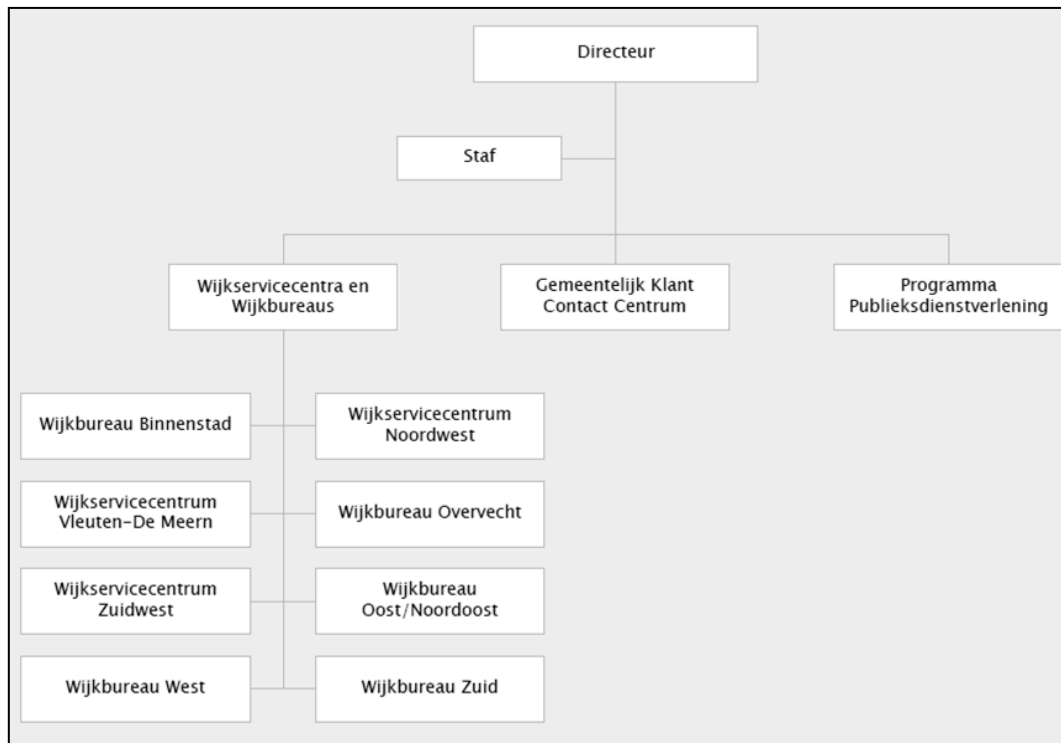 Directeur
Staf
Wijkservicecentra en
Wijkbureaus
Gemeentelijk Klant
Contact Centrum
Programma
Publieksdienstverlening
Wijkbureau Binnenstad
Wijkservicecentrum
Noordwest
Wijkservicecentrum
Vleuten-De Meern
Wijkbureau Overvecht
Wijkservicecentrum
Zuidwest
Wijkbureau
Oost/Noordoost
Wijkbureau West
Wijkbureau Zuid